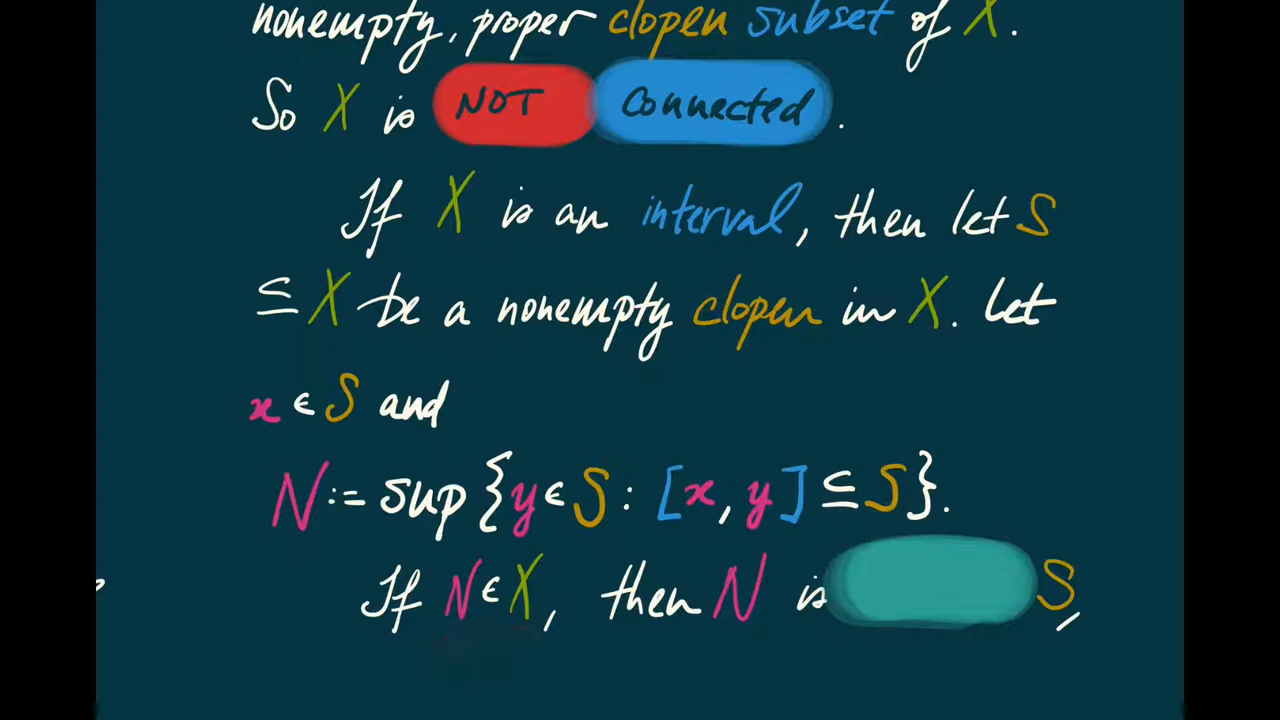 nonempty, proper clopen subset of X.
So X is NOT Connected.
If X is an interval, then let S
⊆ X be a nonempty clopen in X. Let
x ∈ S and
N := sup{y ∈ S : [x, y] ⊆ S}.
If N ∈ X, then N is S,